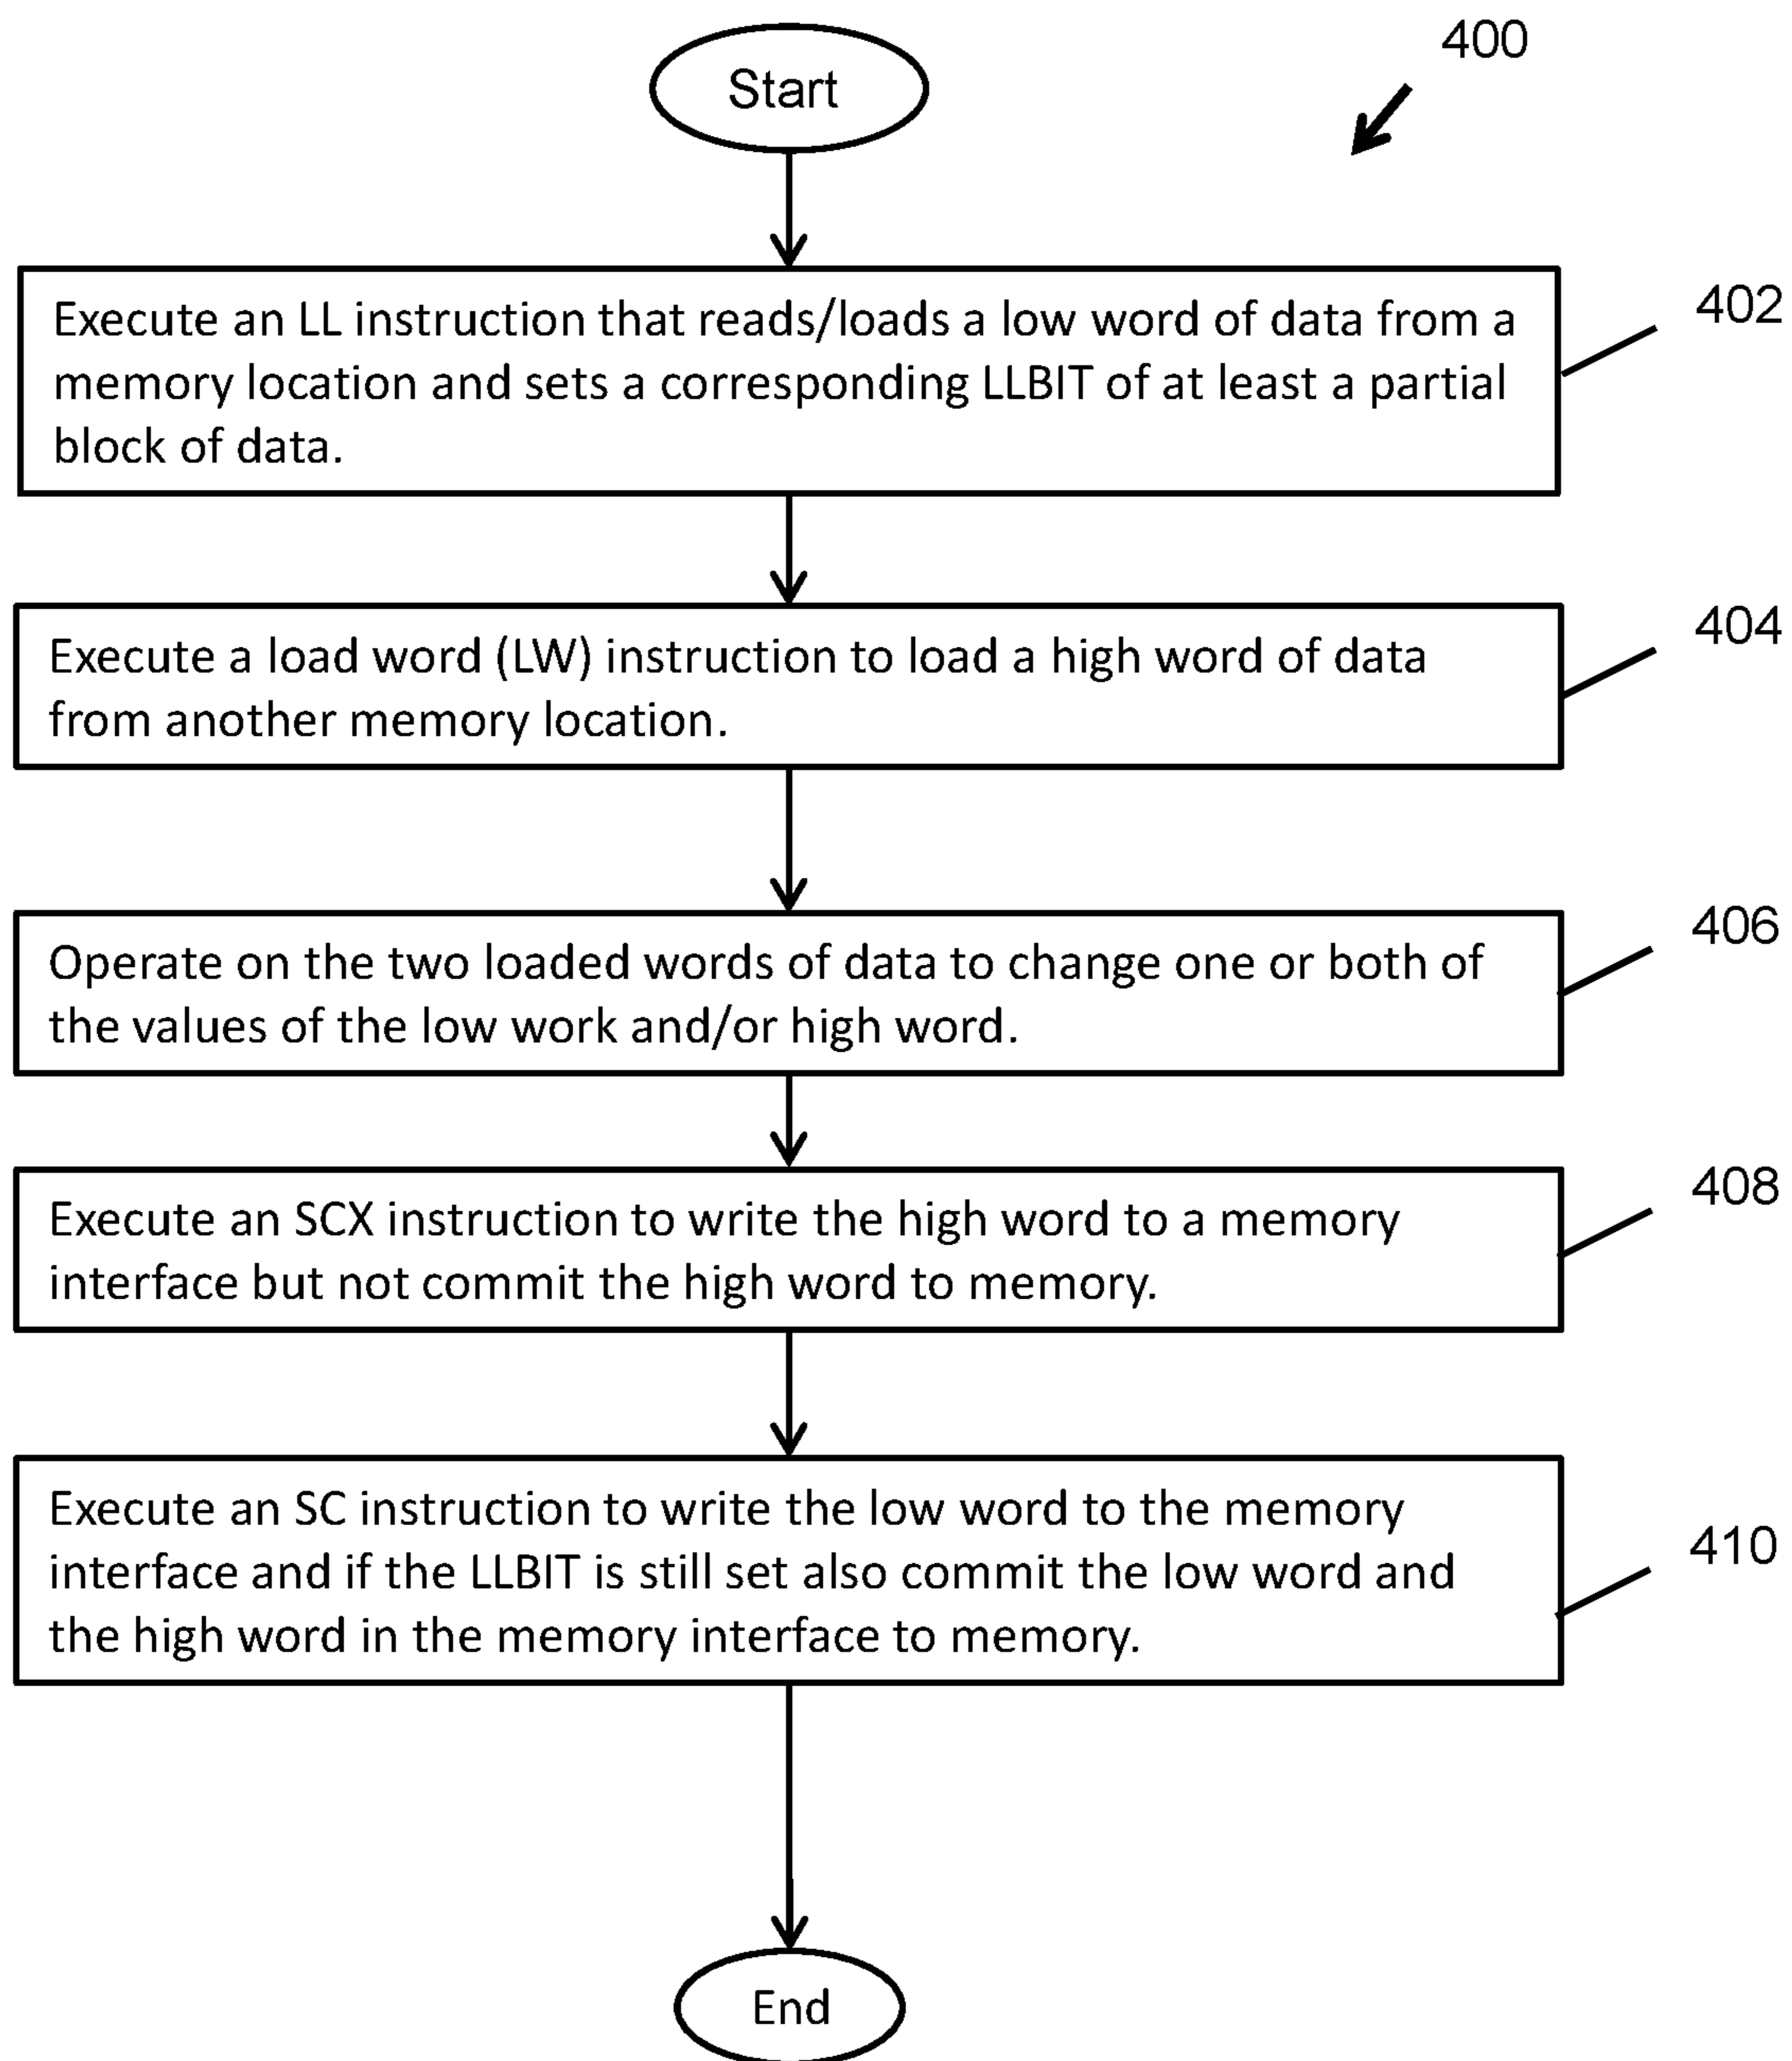 Start
400
Execute an LL instruction that reads/loads a low word of data from a
memory location and sets a corresponding LLBIT of at least a partial
block of data.
402
Execute a load word (LW) instruction to load a high word of data
from another memory location.
404
Operate on the two loaded words of data to change one or both of
the values of the low work and/or high word.
406
Execute an SCX instruction to write the high word to a memory
interface but not commit the high word to memory.
408
Execute an SC instruction to write the low word to the memory
interface and if the LLBIT is still set also commit the low word and
the high word in the memory interface to memory.
410
End